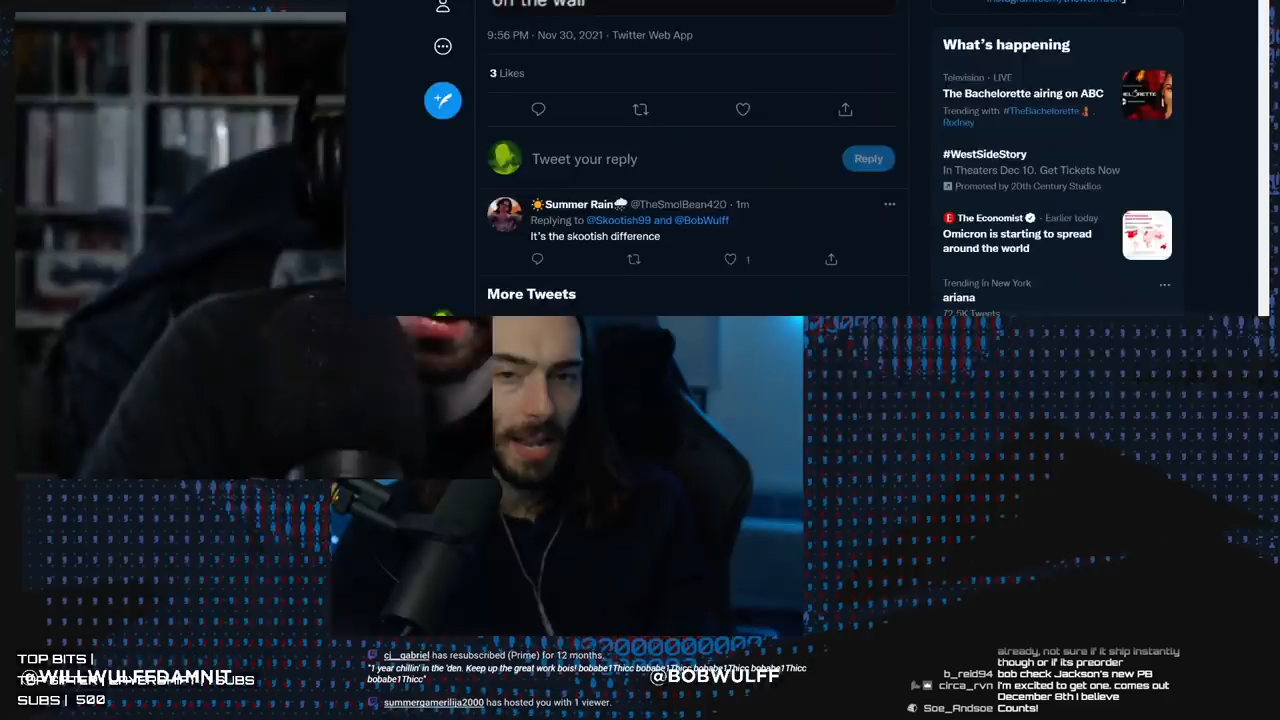 9:56 PM · Nov 30, 2021 · Twitter Web App
3 Likes
Tweet your reply
Reply
☀️Summer Rain🌧️ @TheSmolBean420 · 1m
Replying to @Skootish99 and @BobWulff
It's the skootish difference
1
More Tweets
What's happening
Television · LIVE
The Bachelorette airing on ABC
Trending with #TheBachelorette
Rodney
#WestSideStory
In Theaters Dec 10. Get Tickets Now
Promoted by 20th Century Studios
The Economist · Earlier today
Omicron is starting to spread
around the world
Trending in New York
ariana
72.5K Tweets
TOP BITS |
SUBS
SUBS | 500
ci__gabriel has resubscribed (Prime) for 12 months.
"1 year chillin' in the 'den. Keep up the great work bois! bobabe1Thicc bobabe1Thicc bobabe1Thicc bobabe1Thicc
bobabe1Thicc"
summergamerilija2000 has hosted you with 1 viewer.
@BOBWULFF
already, not sure if it ship instantly
though or if its preorder
b_reid94 bob check Jackson's new PB
circa_rvn I'm excited to get one. comes out
December 8th I believe
Soe_Andsoe Counts!